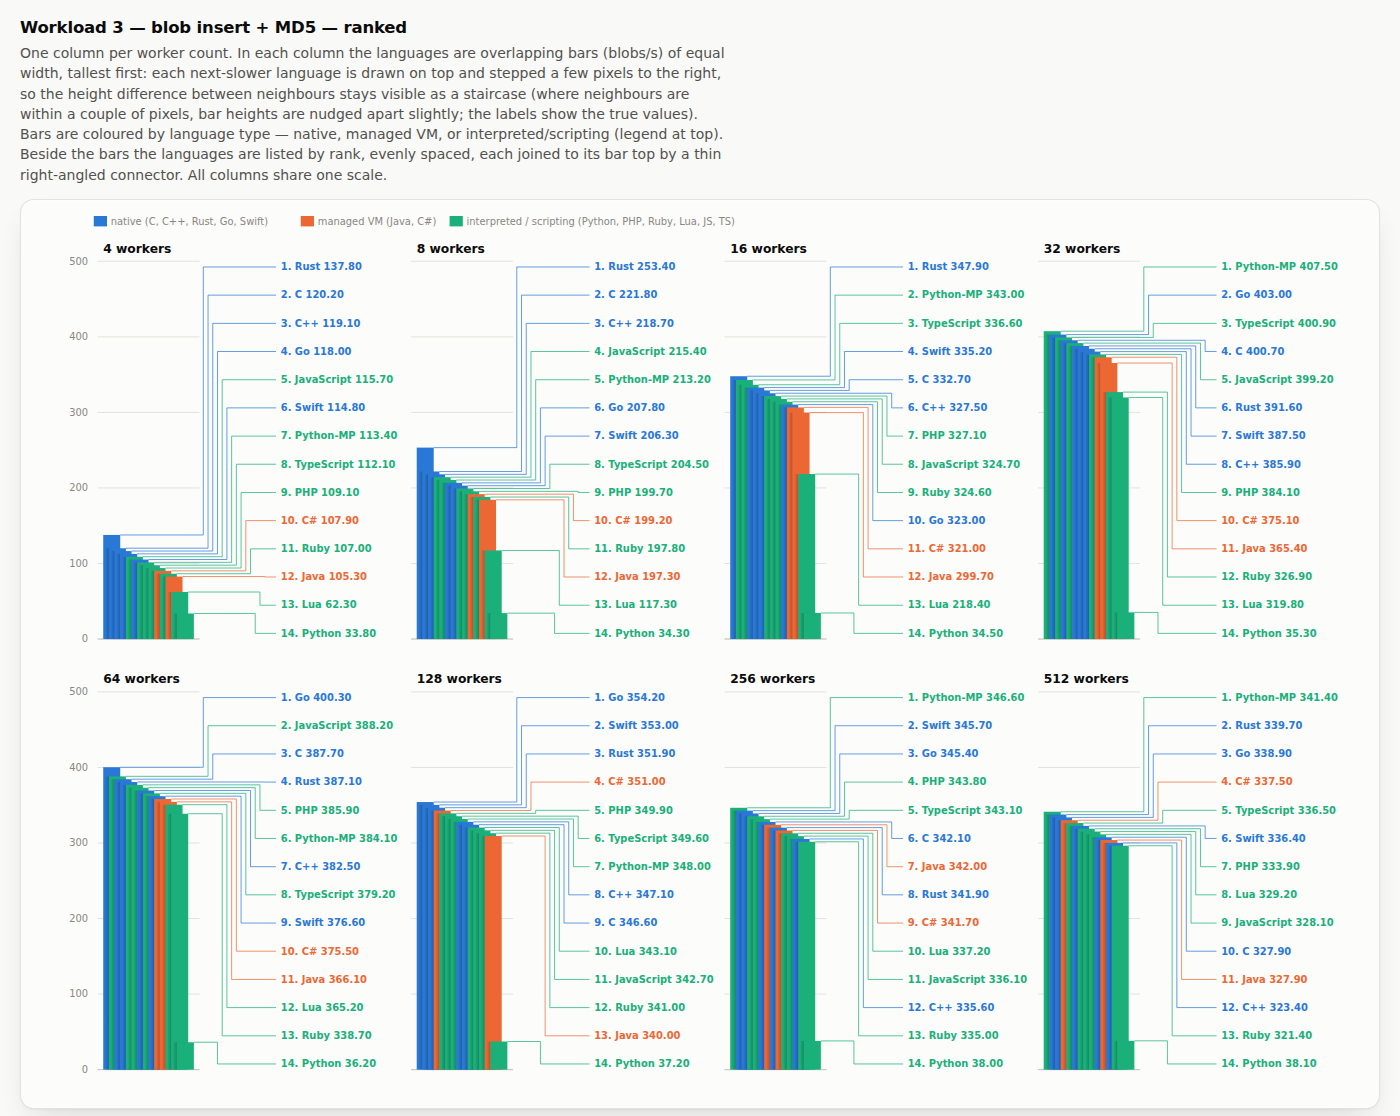 Workload 3 — blob insert + MD5 — ranked
One column per worker count. In each column the languages are overlapping bars (blobs/s) of equal
width, tallest first: each next-slower language is drawn on top and stepped a few pixels to the right,
so the height difference between neighbours stays visible as a staircase (where neighbours are
within a couple of pixels, bar heights are nudged apart slightly; the labels show the true values).
Bars are coloured by language type — native, managed VM, or interpreted/scripting (legend at top).
Beside the bars the languages are listed by rank, evenly spaced, each joined to its bar top by a thin
right-angled connector. All columns share one scale.
native (C, C++, Rust, Go, Swift)
managed VM (Java, C#)
interpreted / scripting (Python, PHP, Ruby, Lua, JS, TS)
4 workers
500
400
300
200
100
0
1. Rust 137.80
2. C 120.20
3. C++ 119.10
4. Go 118.00
5. JavaScript 115.70
6. Swift 114.80
7. Python-MP 113.40
8. TypeScript 112.10
9. PHP 109.10
10. C# 107.90
11. Ruby 107.00
12. Java 105.30
13. Lua 62.30
14. Python 33.80
8 workers
1. Rust 253.40
2. C 221.80
3. C++ 218.70
4. JavaScript 215.40
5. Python-MP 213.20
6. Go 207.80
7. Swift 206.30
8. TypeScript 204.50
9. PHP 199.70
10. C# 199.20
11. Ruby 197.80
12. Java 197.30
13. Lua 117.30
14. Python 34.30
16 workers
1. Rust 347.90
2. Python-MP 343.00
3. TypeScript 336.60
4. Swift 335.20
5. C 332.70
6. C++ 327.50
7. PHP 327.10
8. JavaScript 324.70
9. Ruby 324.60
10. Go 323.00
11. C# 321.00
12. Java 299.70
13. Lua 218.40
14. Python 34.50
32 workers
1. Python-MP 407.50
2. Go 403.00
3. TypeScript 400.90
4. C 400.70
5. JavaScript 399.20
6. Rust 391.60
7. Swift 387.50
8. C++ 385.90
9. PHP 384.10
10. C# 375.10
11. Java 365.40
12. Ruby 326.90
13. Lua 319.80
14. Python 35.30
64 workers
500
400
300
200
100
0
1. Go 400.30
2. JavaScript 388.20
3. C 387.70
4. Rust 387.10
5. PHP 385.90
6. Python-MP 384.10
7. C++ 382.50
8. TypeScript 379.20
9. Swift 376.60
10. C# 375.50
11. Java 366.10
12. Lua 365.20
13. Ruby 338.70
14. Python 36.20
128 workers
1. Go 354.20
2. Swift 353.00
3. Rust 351.90
4. C# 351.00
5. PHP 349.90
6. TypeScript 349.60
7. Python-MP 348.00
8. C++ 347.10
9. C 346.60
10. Lua 343.10
11. JavaScript 342.70
12. Ruby 341.00
13. Java 340.00
14. Python 37.20
256 workers
1. Python-MP 346.60
2. Swift 345.70
3. Go 345.40
4. PHP 343.80
5. TypeScript 343.10
6. C 342.10
7. Java 342.00
8. Rust 341.90
9. C# 341.70
10. Lua 337.20
11. JavaScript 336.10
12. C++ 335.60
13. Ruby 335.00
14. Python 38.00
512 workers
1. Python-MP 341.40
2. Rust 339.70
3. Go 338.90
4. C# 337.50
5. TypeScript 336.50
6. Swift 336.40
7. PHP 333.90
8. Lua 329.20
9. JavaScript 328.10
10. C 327.90
11. Java 327.90
12. C++ 323.40
13. Ruby 321.40
14. Python 38.10